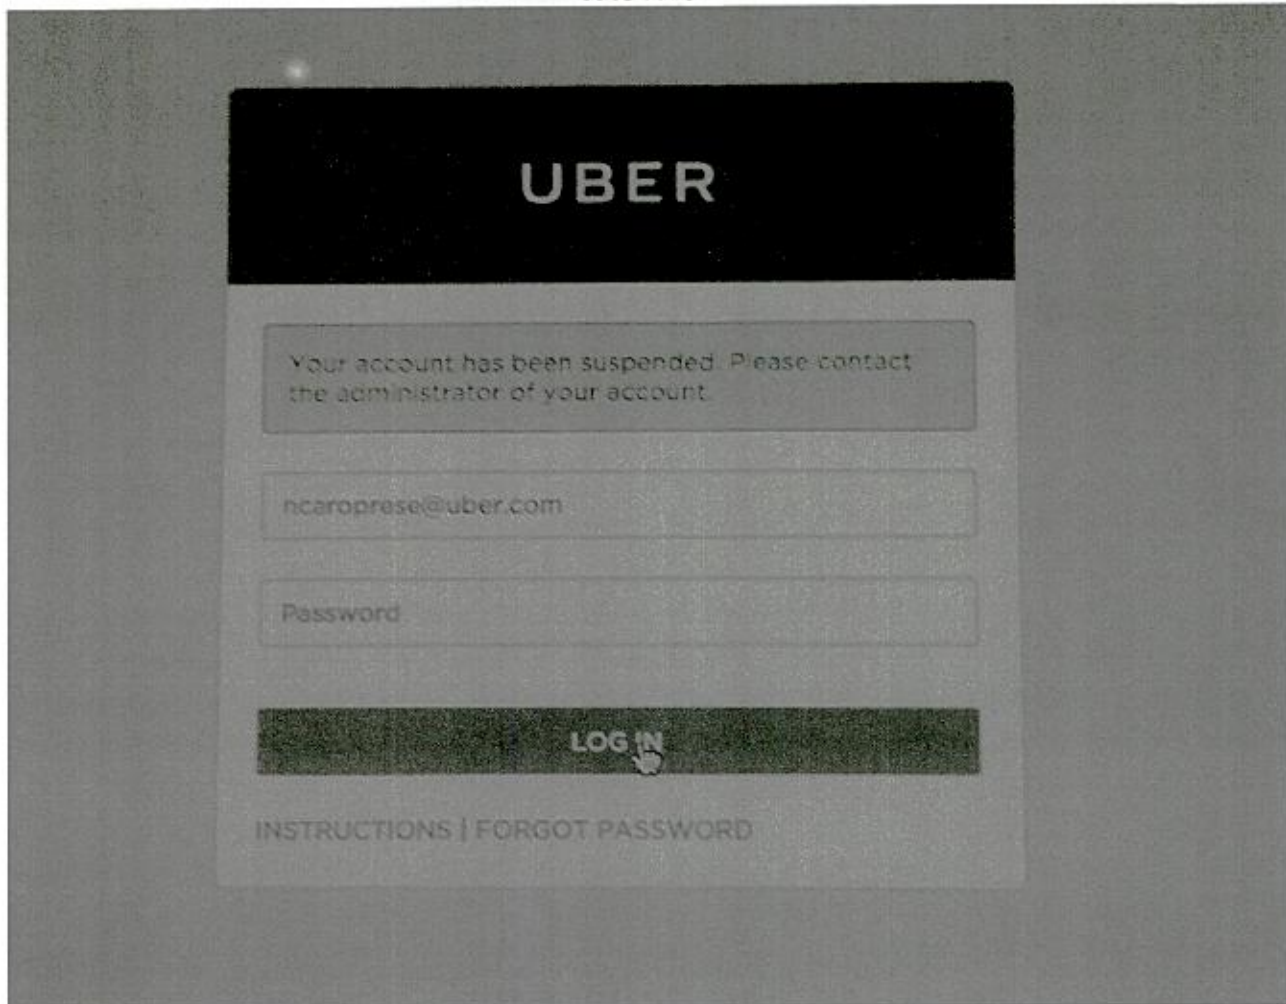 UBER
Your account has been suspended. Please contact
the administrator of your account.
ncaroprese@uber.com
Password
LOG IN
INSTRUCTIONS | FORGOT PASSWORD